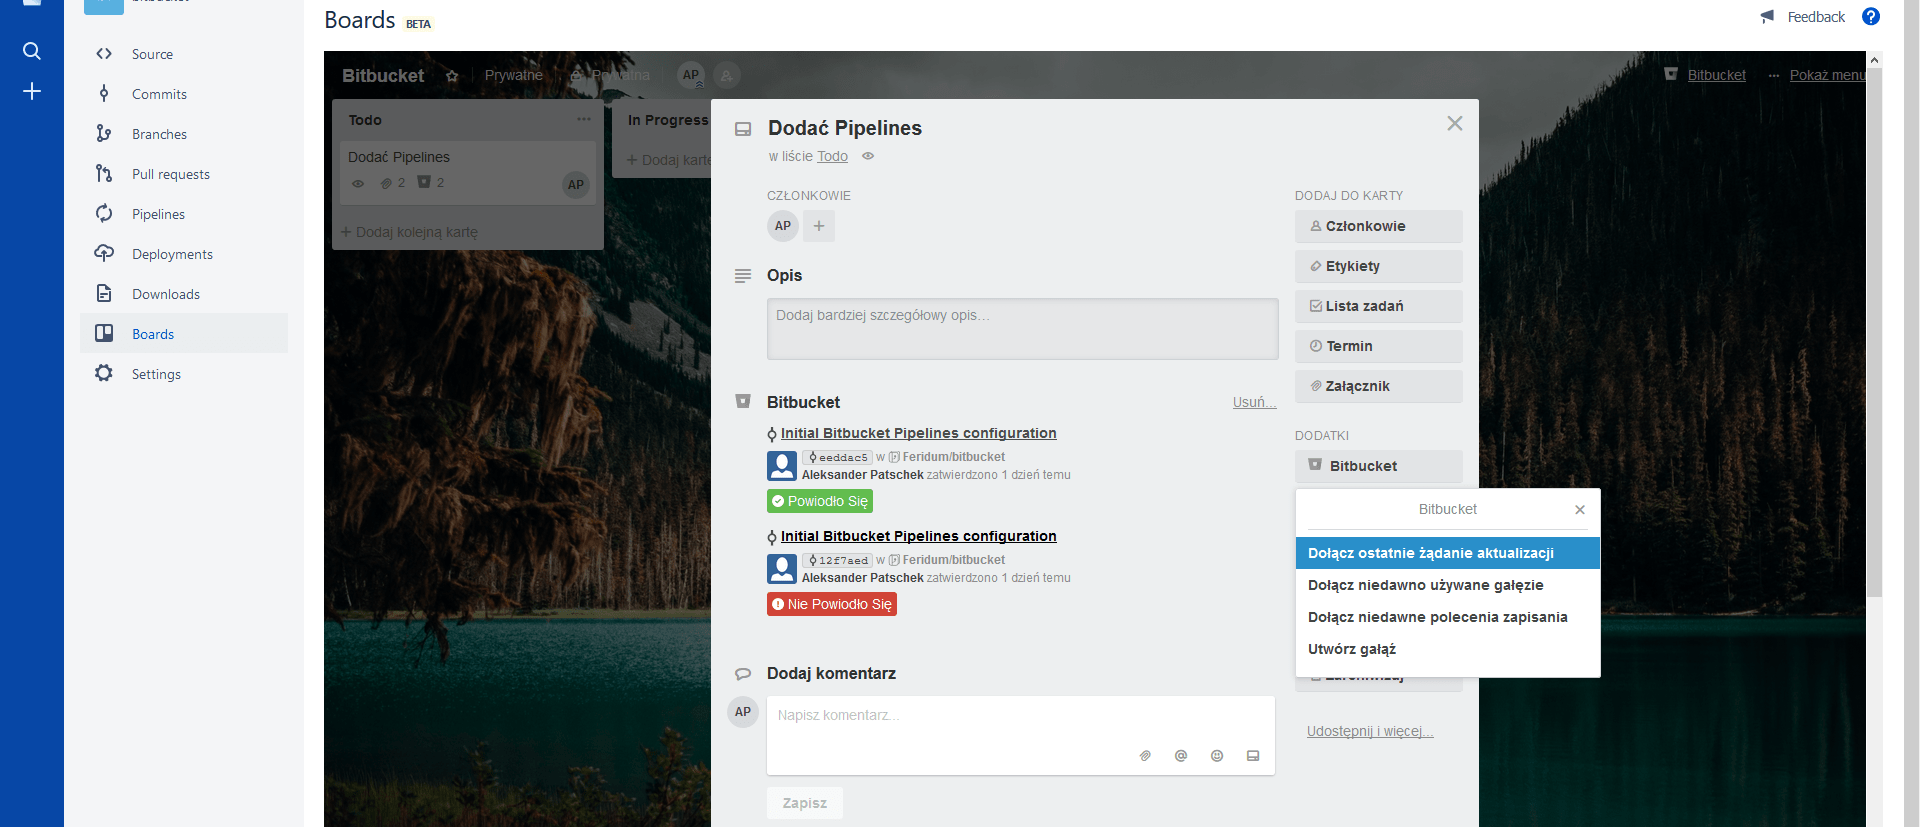 Boards BETA
Feedback
Source
Commits
Branches
Pull requests
Pipelines
Deployments
Downloads
Boards
Settings
Bitbucket Prywatne Prywatna AP
Bitbucket ... Pokaż menu
Todo
Dodać Pipelines
2 2
AP
+ Dodaj kolejną kartę
In Progress
+ Dodaj kartę
Dodać Pipelines
w liście Todo
CZŁONKOWIE
AP +
Opis
Dodaj bardziej szczegółowy opis…
Bitbucket
Usuń...
Initial Bitbucket Pipelines configuration
eeddac5 w Feridum/bitbucket
Aleksander Patschek zatwierdzono 1 dzień temu
Powiodło Się
Initial Bitbucket Pipelines configuration
12f7aed w Feridum/bitbucket
Aleksander Patschek zatwierdzono 1 dzień temu
Nie Powiodło Się
Dodaj komentarz
AP
Napisz komentarz…
@
Zapisz
DODAJ DO KARTY
Członkowie
Etykiety
Lista zadań
Termin
Załącznik
DODATKI
Bitbucket
Bitbucket
Dołącz ostatnie żądanie aktualizacji
Dołącz niedawno używane gałęzie
Dołącz niedawne polecenia zapisania
Utwórz gałąź
Udostępnij i więcej...